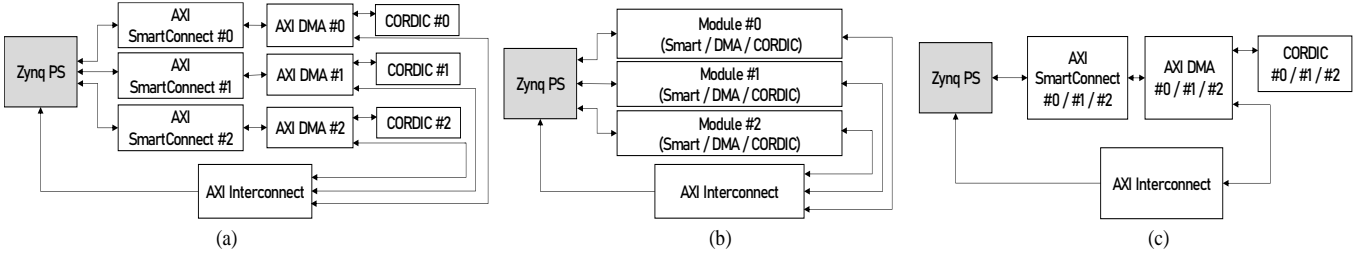 Zynq PS
AXI
SmartConnect #0
AXI DMA #0
CORDIC #0
AXI
SmartConnect #1
AXI DMA #1
CORDIC #1
AXI
SmartConnect #2
AXI DMA #2
CORDIC #2
AXI Interconnect
(a)
Zynq PS
Module #0
(Smart / DMA / CORDIC)
Module #1
(Smart / DMA / CORDIC)
Module #2
(Smart / DMA / CORDIC)
AXI Interconnect
(b)
Zynq PS
AXI
SmartConnect
#0 / #1 / #2
AXI DMA
#0 / #1 / #2
CORDIC
#0 / #1 / #2
AXI Interconnect
(c)